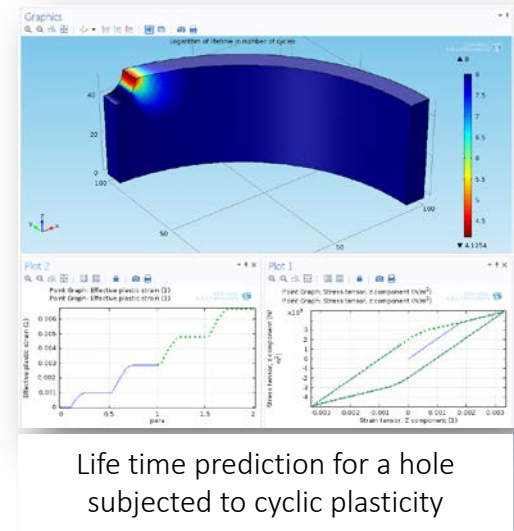 Graphics
Logarithm of lifetime in number of cycles
▲ 8
8
7.5
7
6.5
6
5.5
5
4.5
▼ 4.1254
40
20
0
100
50
50
100
z
y
x
Plot 2
Point Graph: Effective plastic strain (1)
Point Graph: Effective plastic strain (1)
Effective plastic strain (1)
0.006
0.005
0.004
0.003
0.002
0.001
0
0
0.5
1
1.5
2
para
Plot 1
Point Graph: Stress tensor, z component (N/m²)
Point Graph: Stress tensor, z component (N/m²)
Stress tensor, z component (N/m²)
3
2
1
0
-1
-2
-3
-4
-0.003
-0.002
-0.001
0
0.001
0.002
0.003
Strain tensor, Z component (1)
Life time prediction for a hole
subjected to cyclic plasticity